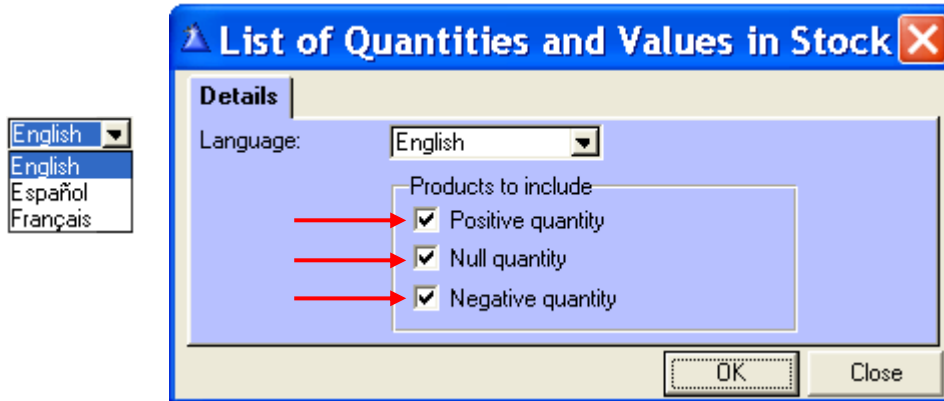 English
English
Español
Français
List of Quantities and Values in Stock
Details
Language:
English
Products to include
Positive quantity
Null quantity
Negative quantity
OK
Close